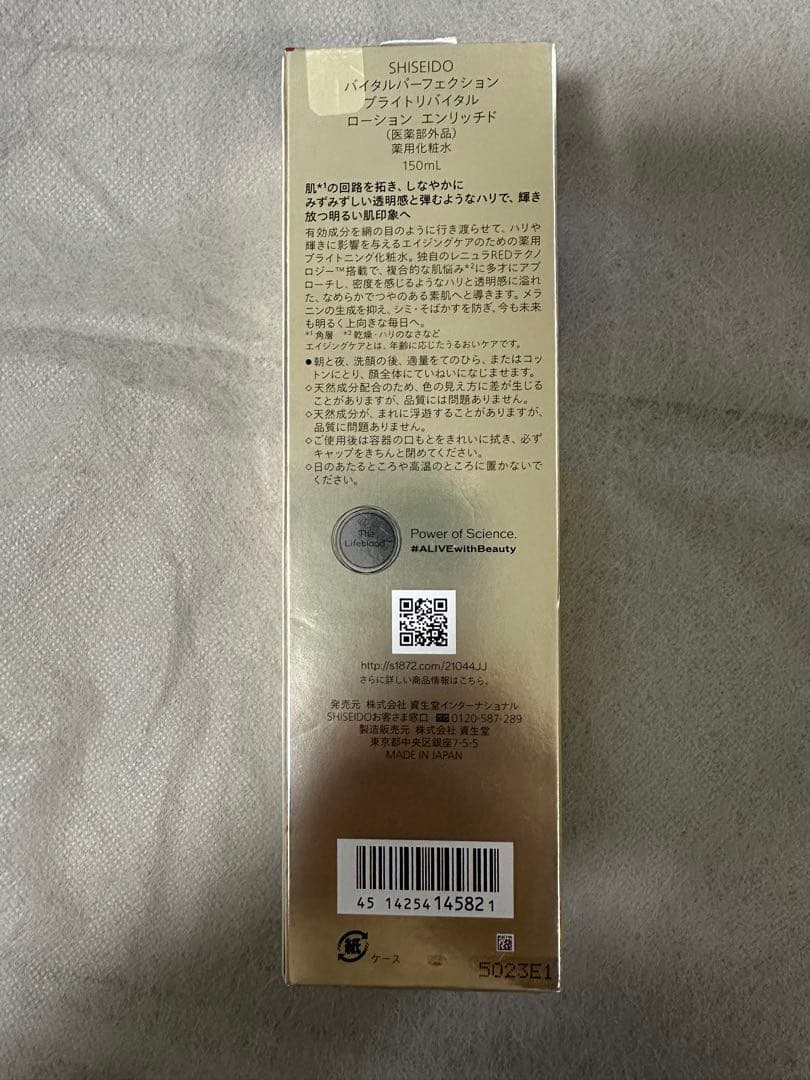 SHISEIDO
バイタルパーフェクション
ブライトリバイタル
ローション エンリッチド
（医薬部外品）
薬用化粧水
150mL
肌*1の回路を拓き、しなやかに
みずみずしい透明感と弾むようなハリで、輝き
放つ明るい肌印象へ
有効成分を網の目のように行き渡らせて、ハリや
輝きに影響を与えるエイジングケアのための薬用
ブライトニング化粧水。独自のレニュラREDテクノ
ロジー™搭載で、複合的な肌悩み*2に多才にアプ
ローチし、密度を感じるようなハリと透明感に溢れ
た、なめらかでつやのある素肌へと導きます。メラ
ニンの生成を抑え、シミ・そばかすを防ぎ、今も未来
も明るく上向きな毎日へ。
*1 角層 *2 乾燥・ハリのなさなど
エイジングケアとは、年齢に応じたうるおいケアです。
●朝と夜、洗顔の後、適量をてのひら、またはコッ
トンにとり、顔全体にていねいになじませます。
◇天然成分配合のため、色の見え方に差が生じる
ことがありますが、品質には問題ありません。
◇天然成分が、まれに浮遊することがありますが、
品質に問題ありません。
◇ご使用後は容器の口もとをきれいに拭き、必ず
キャップをきちんと閉めてください。
◇日のあたるところや高温のところに置かないで
ください。
The
Lifeblood™
Power of Science.
#ALIVEwithBeauty
http://s1872.com/21044JJ
さらに詳しい商品情報はこちら。
発売元 株式会社 資生堂インターナショナル
SHISEIDOお客さま窓口 0120-587-289
製造販売元 株式会社 資生堂
東京都中央区銀座7-5-5
MADE IN JAPAN
45 14254 145821
紙
ケース
5023E1